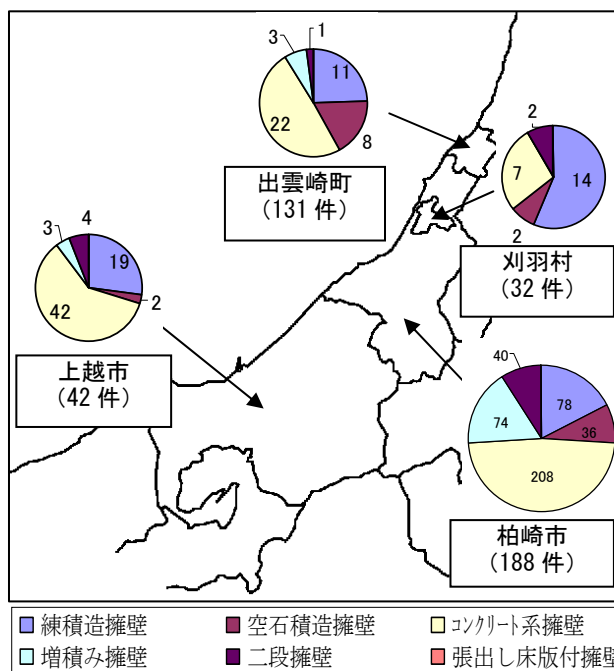 1
3
11
22
8
出雲崎町
(131 件)
2
7
14
2
刈羽村
(32 件)
4
3
19
42
2
上越市
(42 件)
40
78
74
36
208
柏崎市
(188 件)
練積造擁壁
空石積造擁壁
コンクリート系擁壁
増積み擁壁
二段擁壁
張出し床版付擁壁